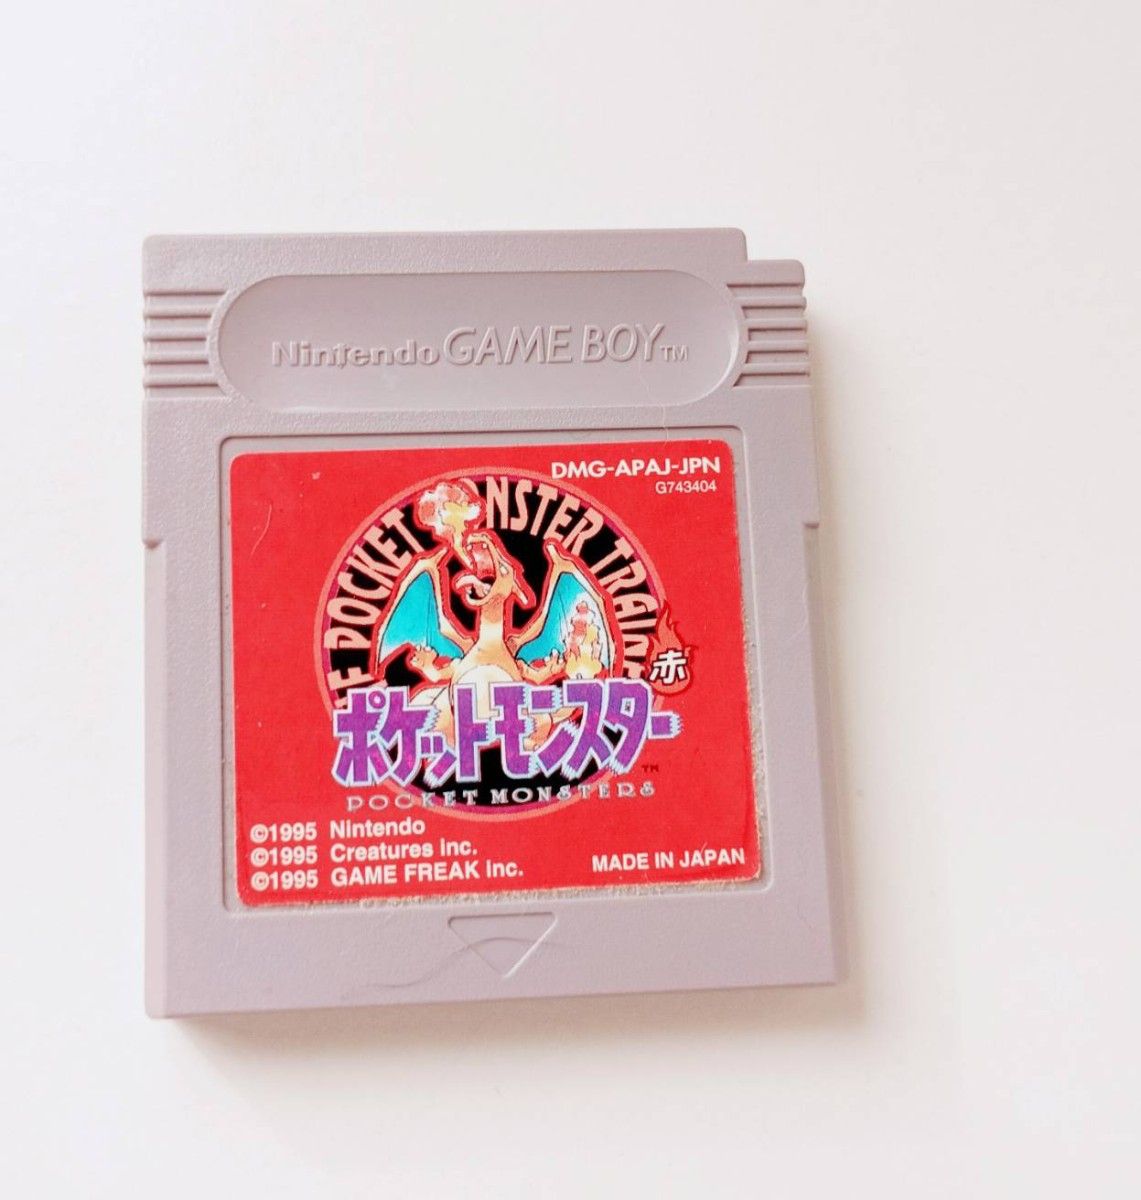 Nintendo GAME BOY™
DMG-APAJ-JPN
G743404
POCKET MONSTER
赤
ポケットモンスター™
POCKET MONSTERS
©1995 Nintendo
©1995 Creatures inc.
©1995 GAME FREAK inc.
MADE IN JAPAN